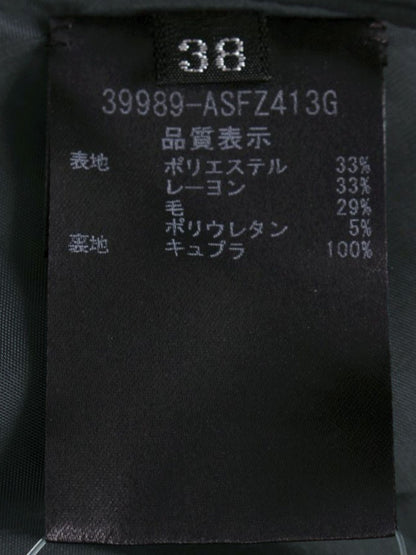 38
39989-ASFZ413G
品質表示
表地 ポリエステル 33%
レーヨン 33%
毛 29%
ポリウレタン 5%
裏地 キュプラ 100%